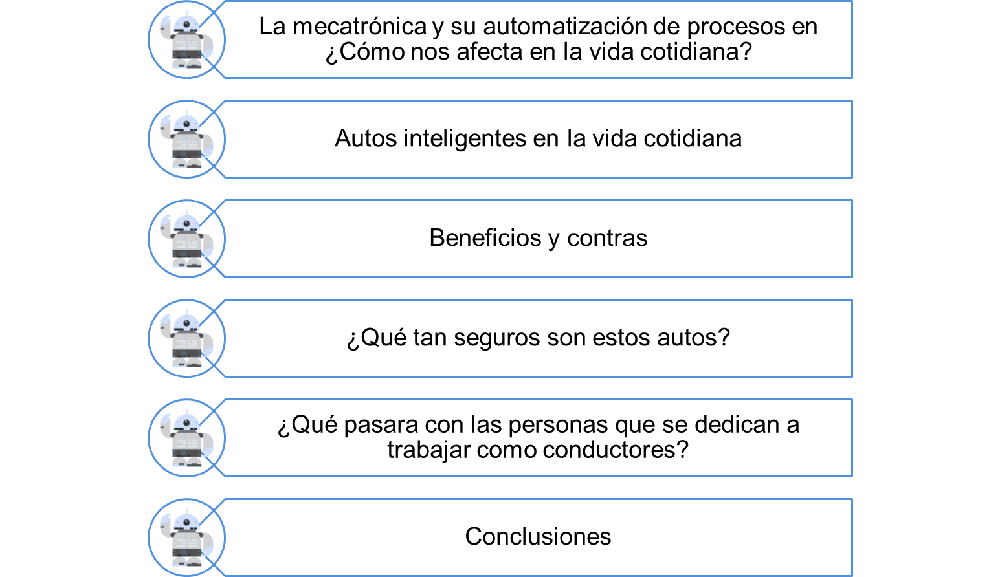 La mecatrónica y su automatización de procesos en
¿Cómo nos afecta en la vida cotidiana?
Autos inteligentes en la vida cotidiana
Beneficios y contras
¿Qué tan seguros son estos autos?
¿Qué pasara con las personas que se dedican a
trabajar como conductores?
Conclusiones